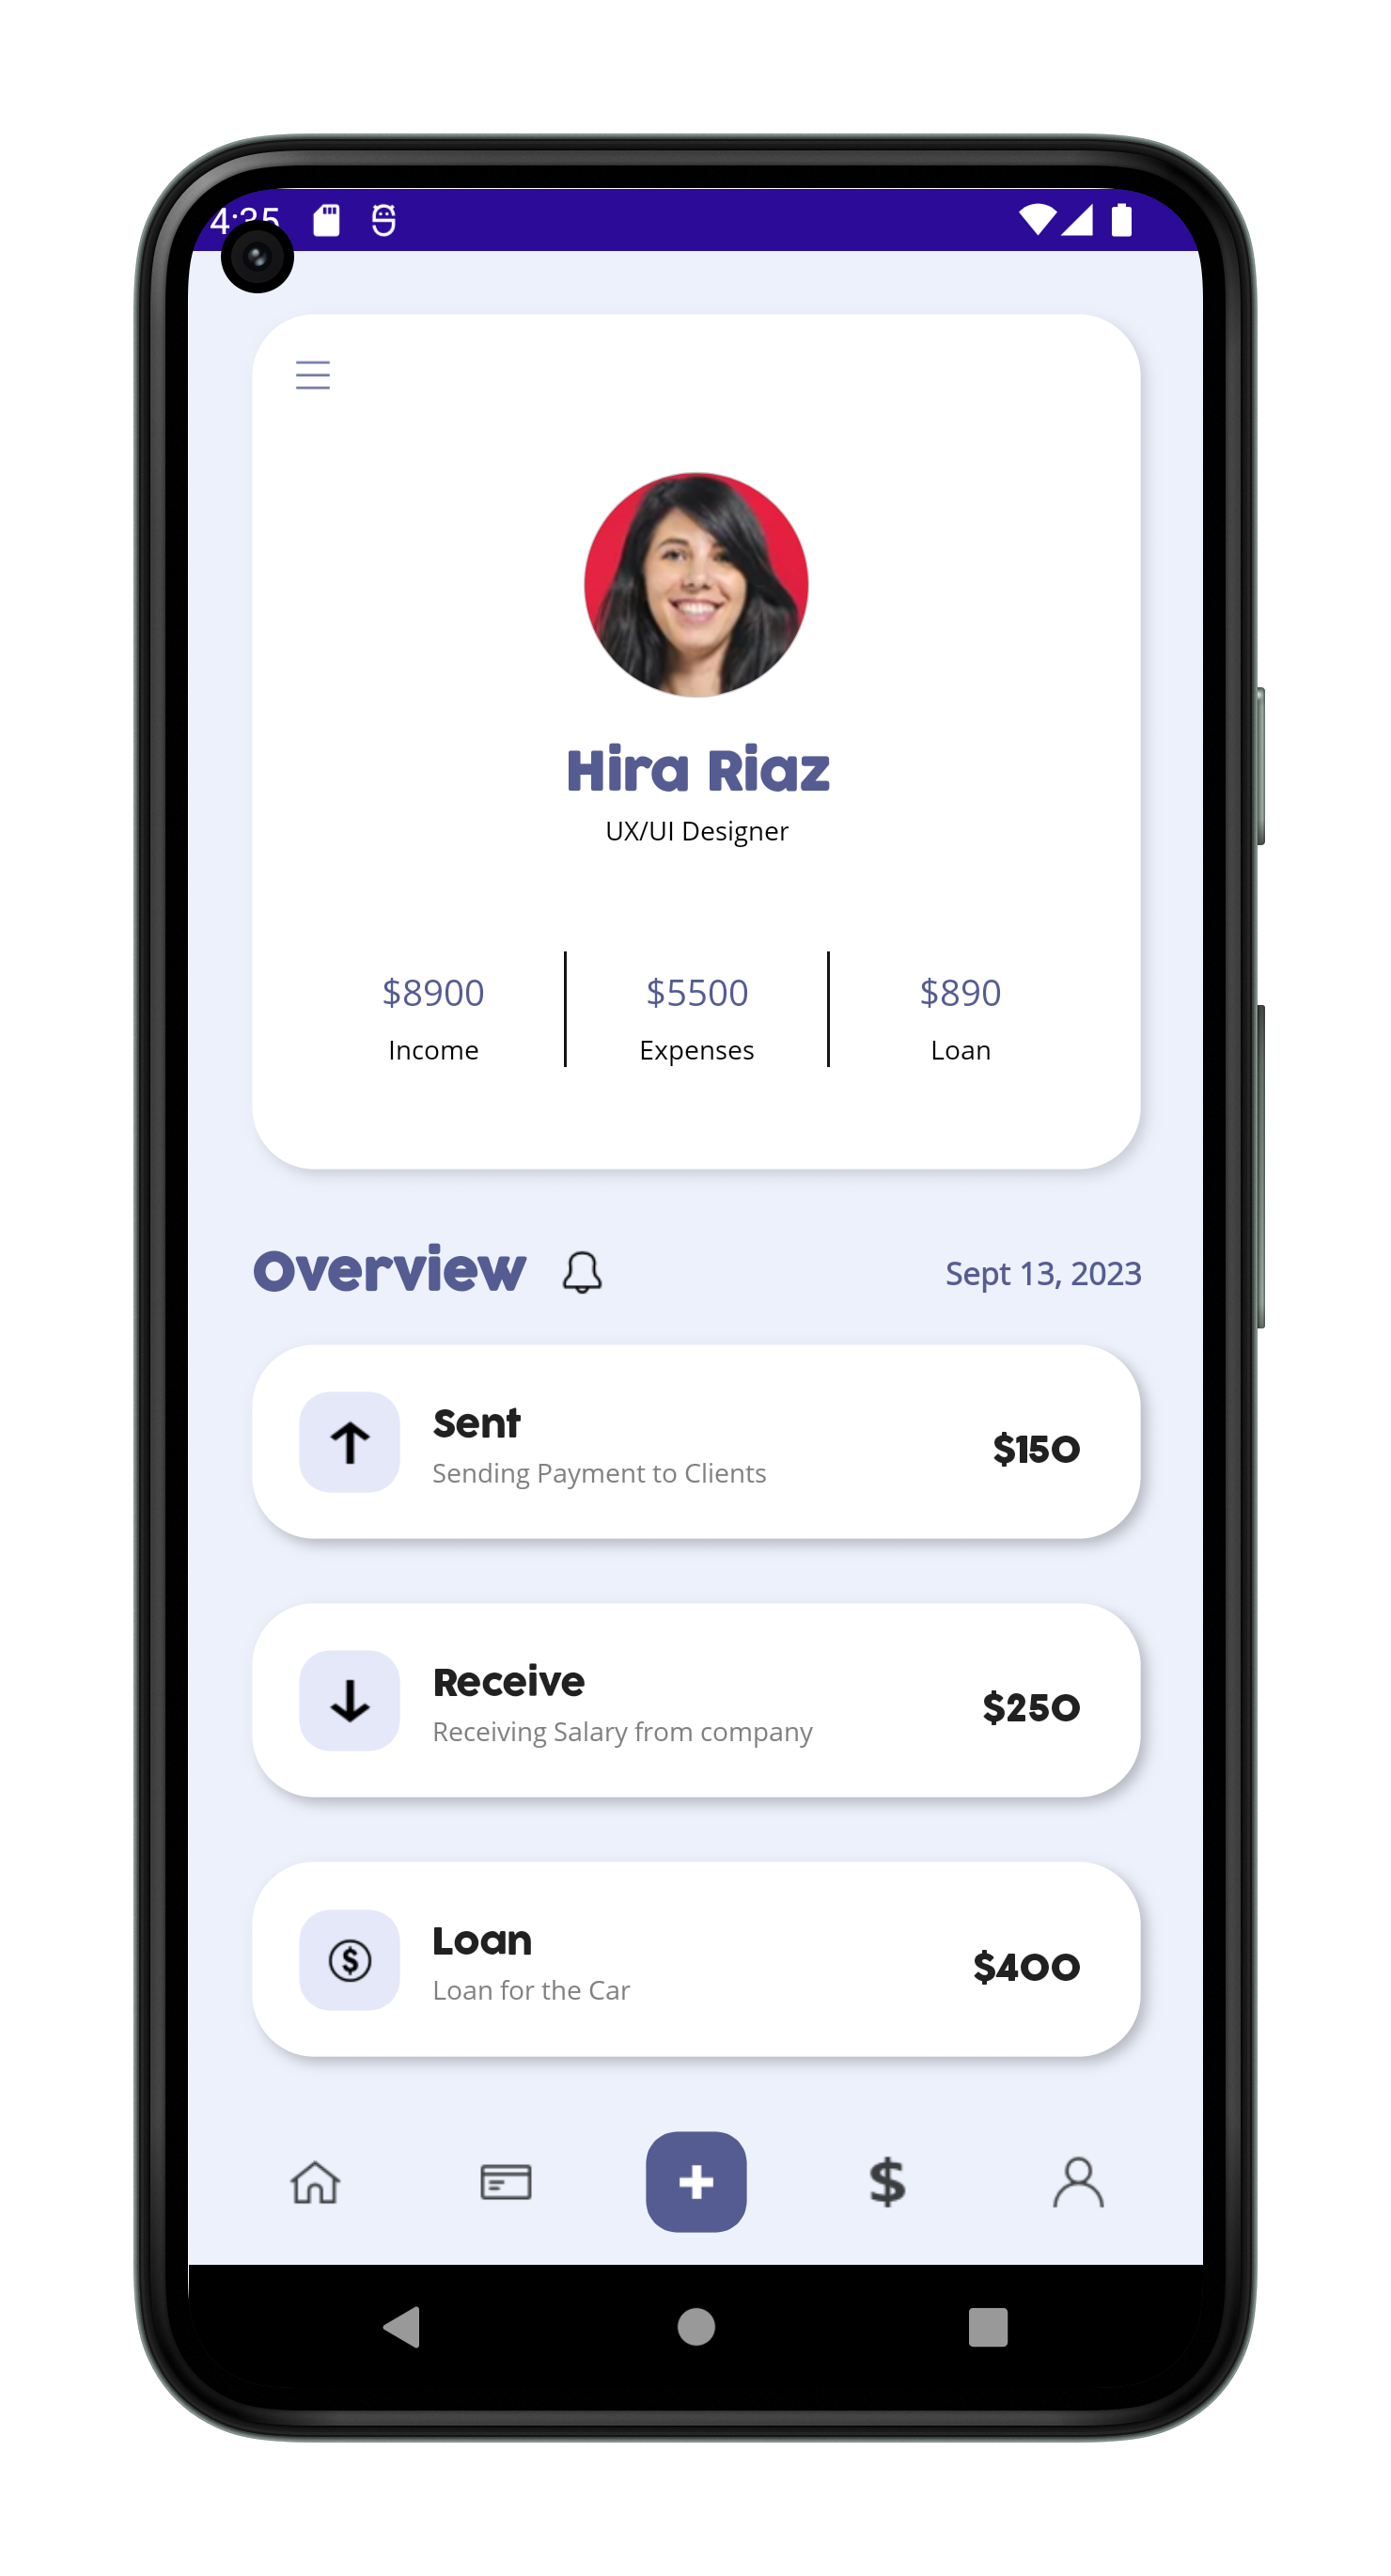 4:35
Hira Riaz
UX/UI Designer
$8900 $5500 $890
Income Expenses Loan
Overview Sept 13, 2023
Sent
Sending Payment to Clients
$150
Receive
Receiving Salary from company
$250
Loan
Loan for the Car
$400